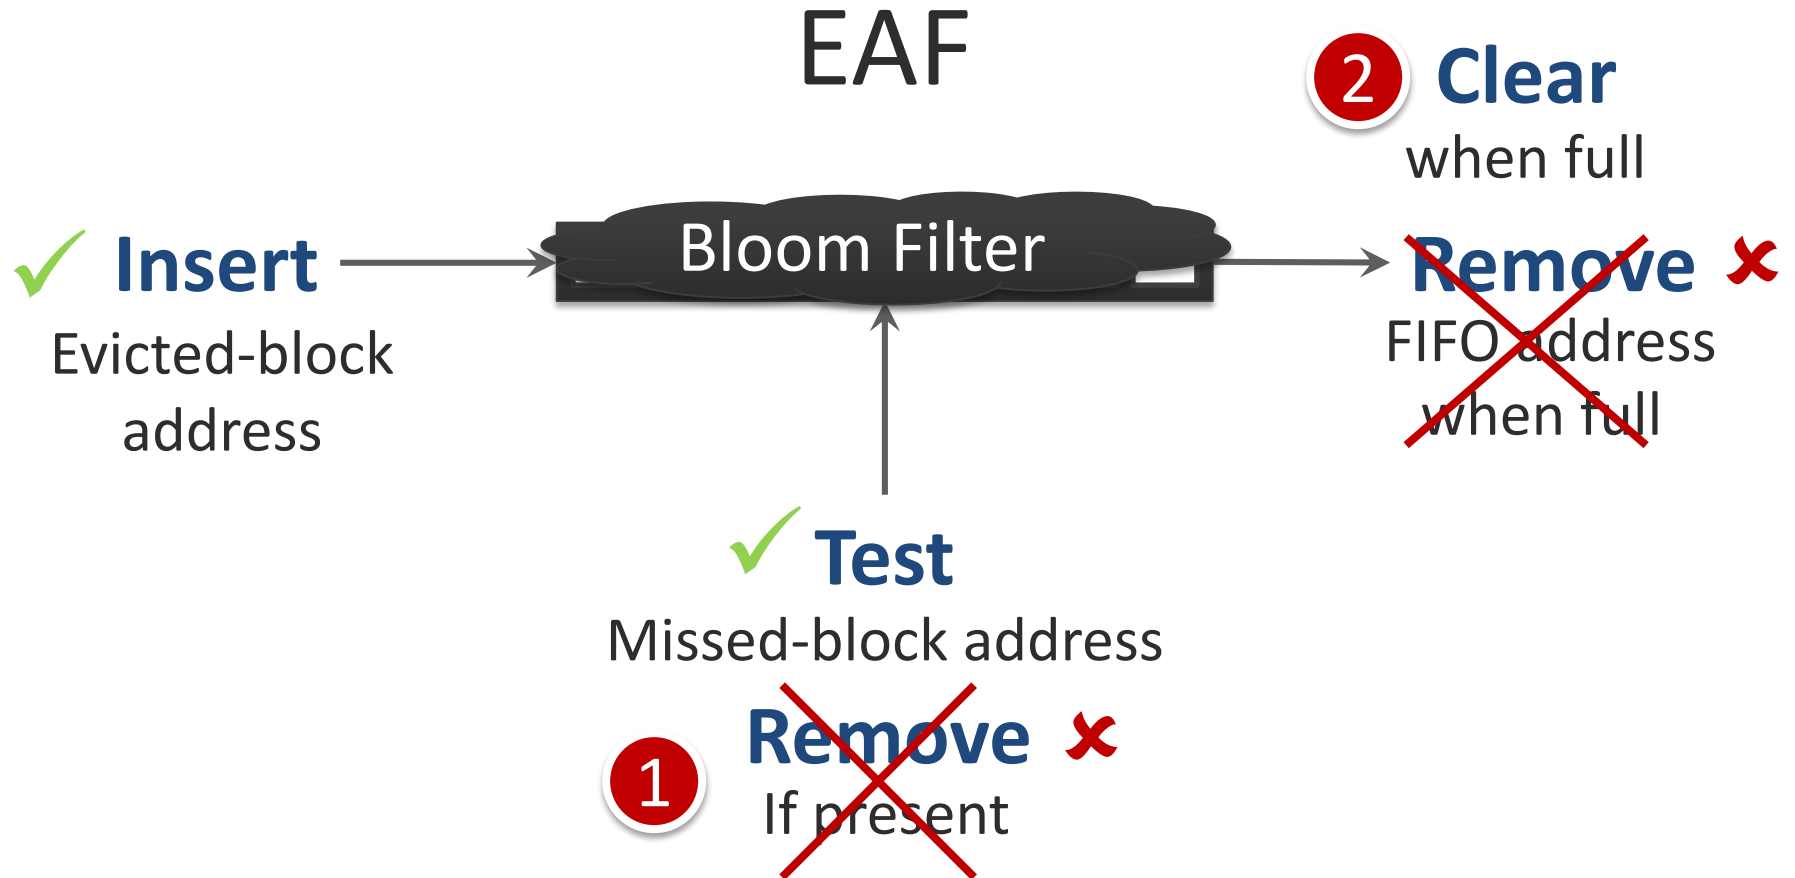 EAF
2 Clear
when full
Bloom Filter
Insert
Evicted-block
address
Remove
FIFO address
when full
Test
Missed-block address
1 Remove
If present